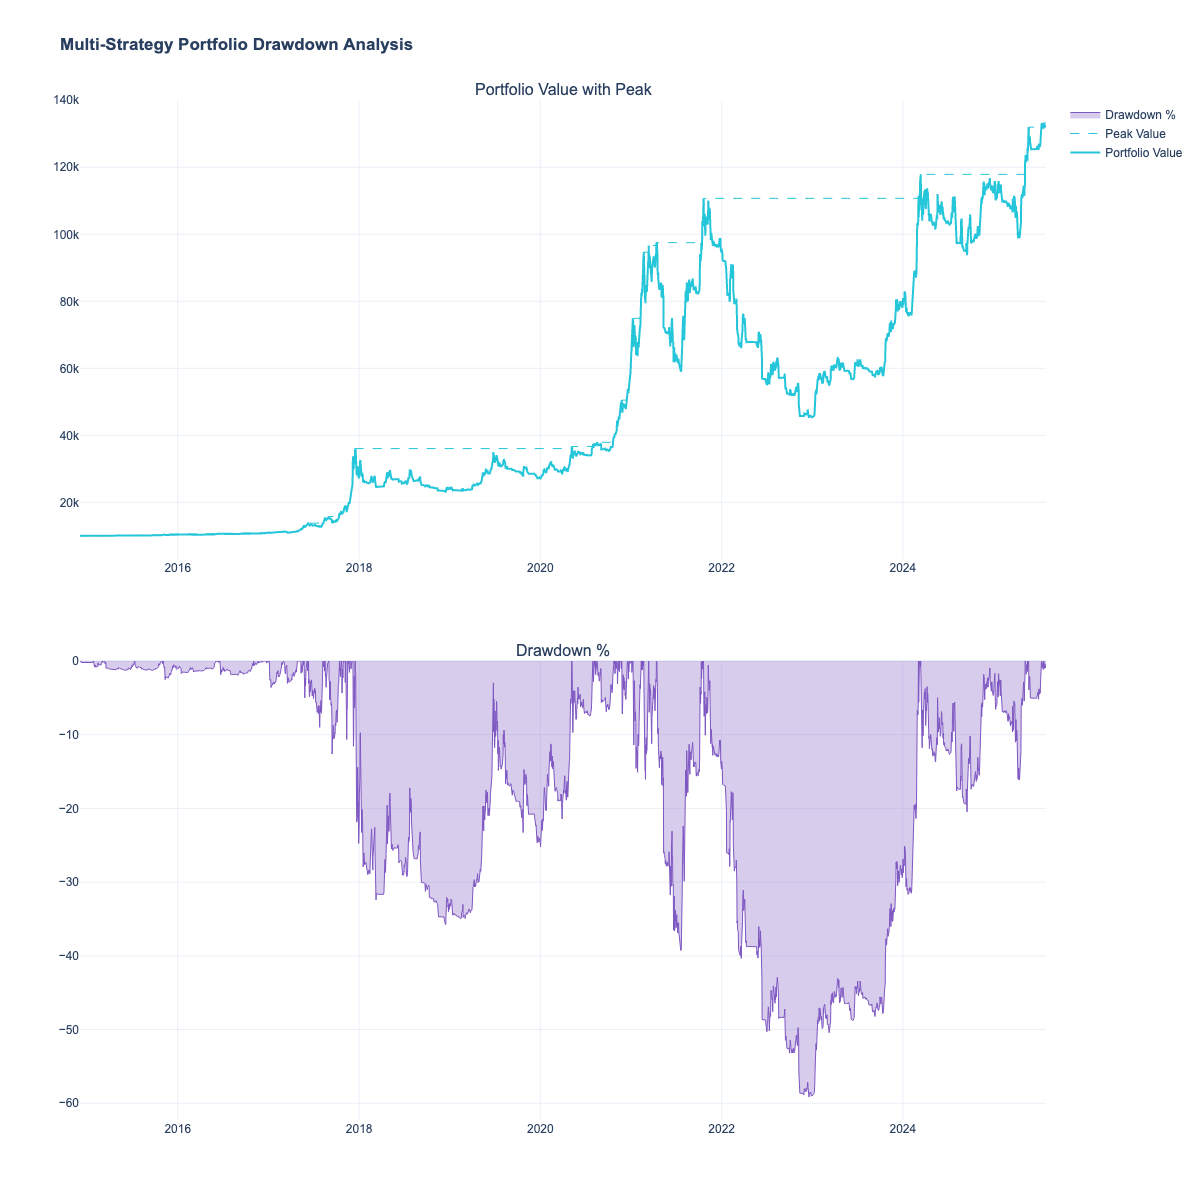 Multi-Strategy Portfolio Drawdown Analysis
Portfolio Value with Peak
140k
120k
100k
80k
60k
40k
20k
2016 2018 2020 2022 2024
Drawdown %
Peak Value
Portfolio Value
Drawdown %
0
−10
−20
−30
−40
−50
−60
2016 2018 2020 2022 2024